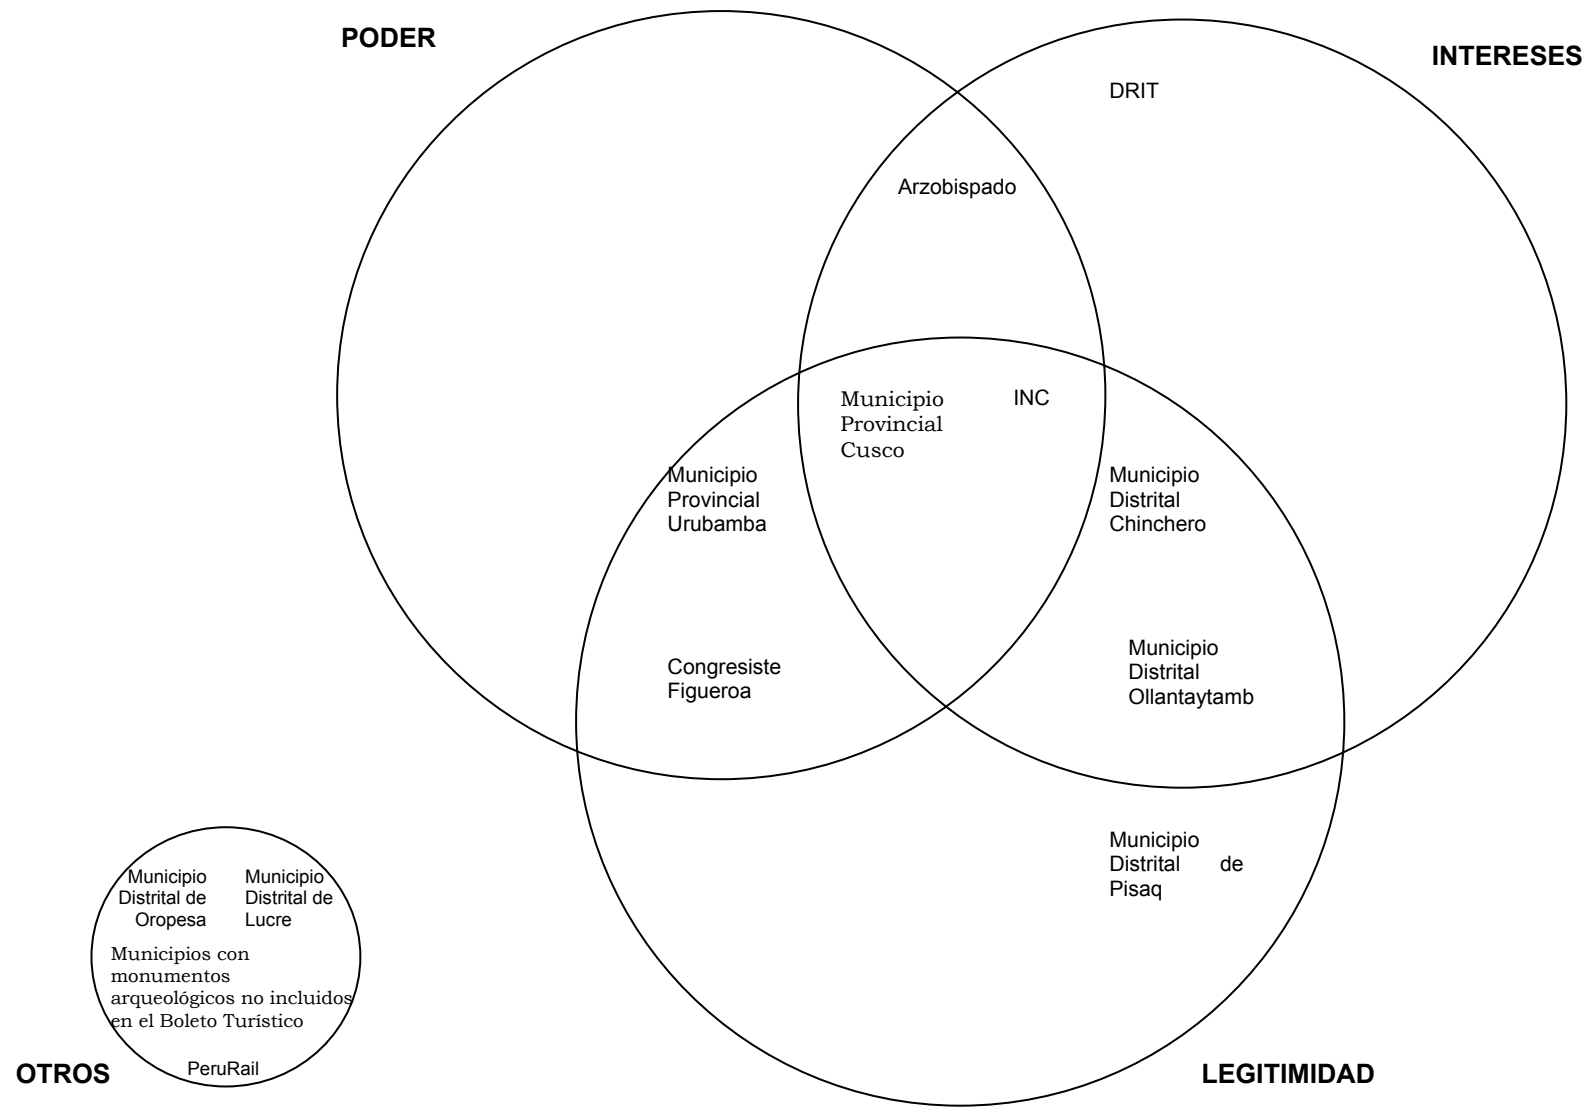 PODER
INTERESES
DRIT
Arzobispado
Municipio
Provincial
Cusco
INC
Municipio
Provincial
Urubamba
Municipio
Distrital
Chinchero
Congresiste
Figueroa
Municipio
Distrital
Ollantaytamb
Municipio
Distrital de
Pisaq
Municipio
Distrital de
Oropesa
Municipio
Distrital de
Lucre
Municipios con
monumentos
arqueológicos no incluidos
en el Boleto Turístico
PeruRail
OTROS
LEGITIMIDAD